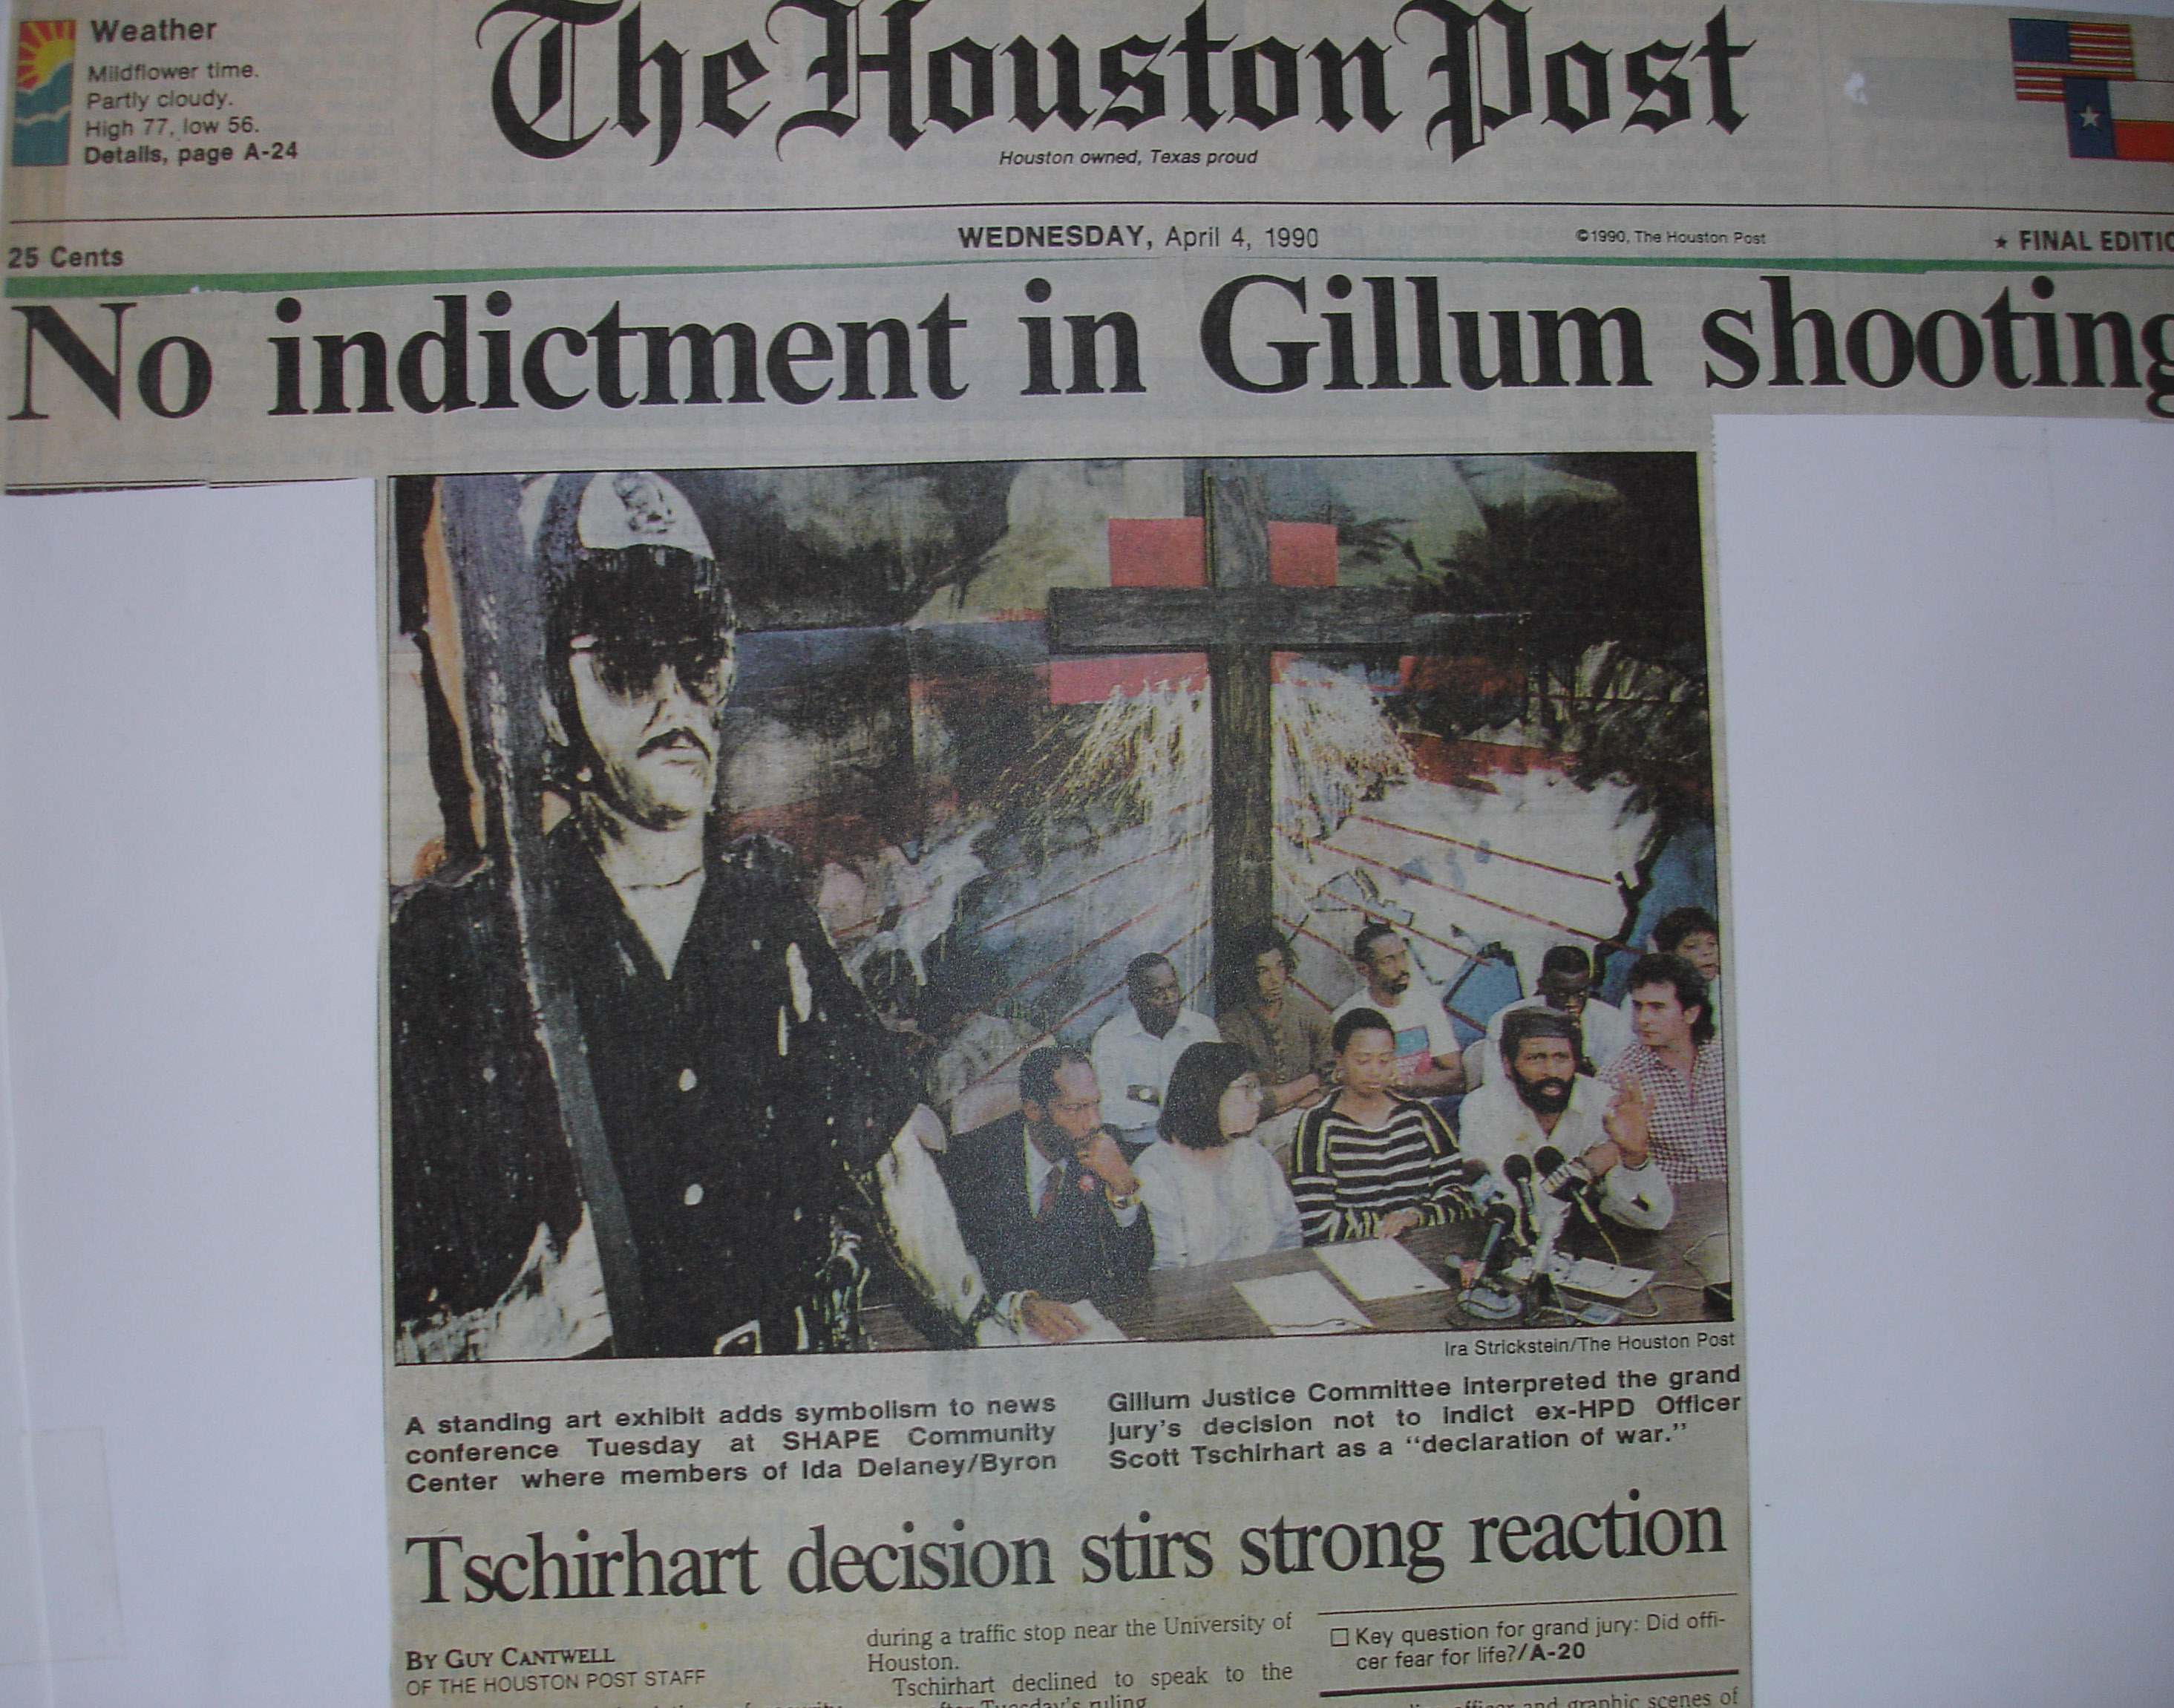 Weather
Mildflower time.
Partly cloudy.
High 77, low 56.
Details, page A-24
The Houston Post
Houston owned, Texas proud
25 Cents
WEDNESDAY, April 4, 1990
©1990, The Houston Post
★ FINAL EDITIO
No indictment in Gillum shooting
Ira Strickstein/The Houston Post
A standing art exhibit adds symbolism to news
conference Tuesday at SHAPE Community
Center where members of Ida Delaney/Byron
Gillum Justice Committee interpreted the grand
jury's decision not to indict ex-HPD Officer
Scott Tschirhart as a “declaration of war.”
Tschirhart decision stirs strong reaction
BY GUY CANTWELL
OF THE HOUSTON POST STAFF
during a traffic stop near the University of
Houston.
Tschirhart declined to speak to the
after Tuesday's ruling
☐ Key question for grand jury: Did offi-
cer fear for life?/A-20
officer and graphic scenes of